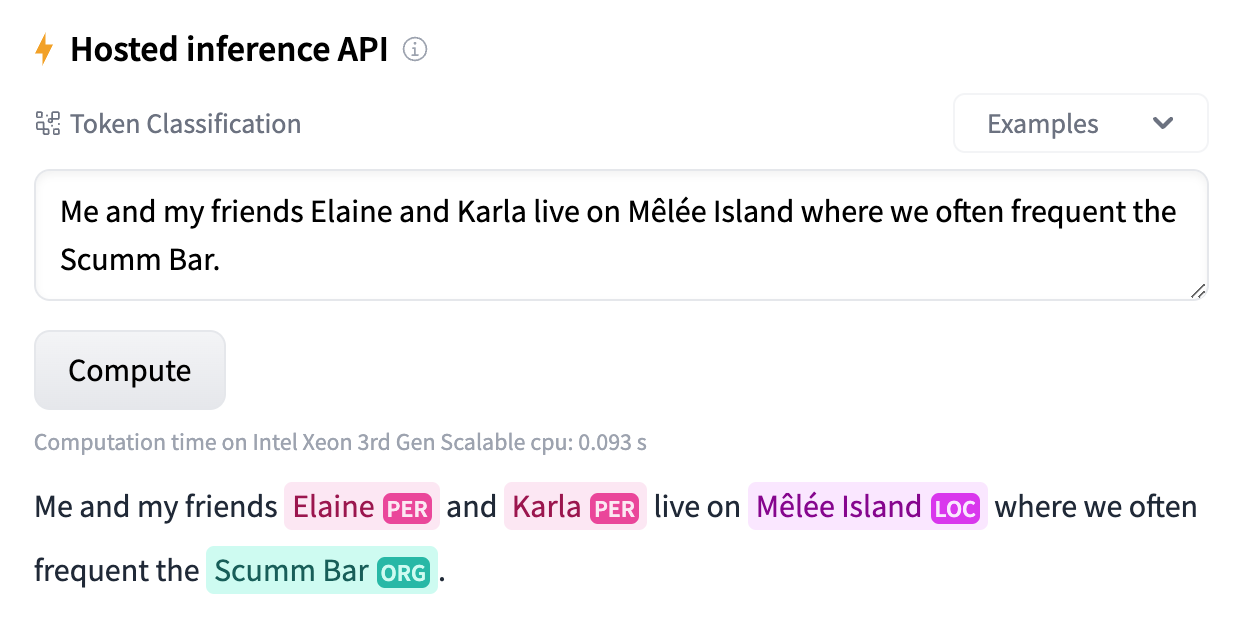 Hosted inference API
Token Classification
Examples
Me and my friends Elaine and Karla live on Mêlée Island where we often frequent the
Scumm Bar.
Compute
Computation time on Intel Xeon 3rd Gen Scalable cpu: 0.093 s
Me and my friends Elaine PER and Karla PER live on Mêlée Island LOC where we often
frequent the Scumm Bar ORG .